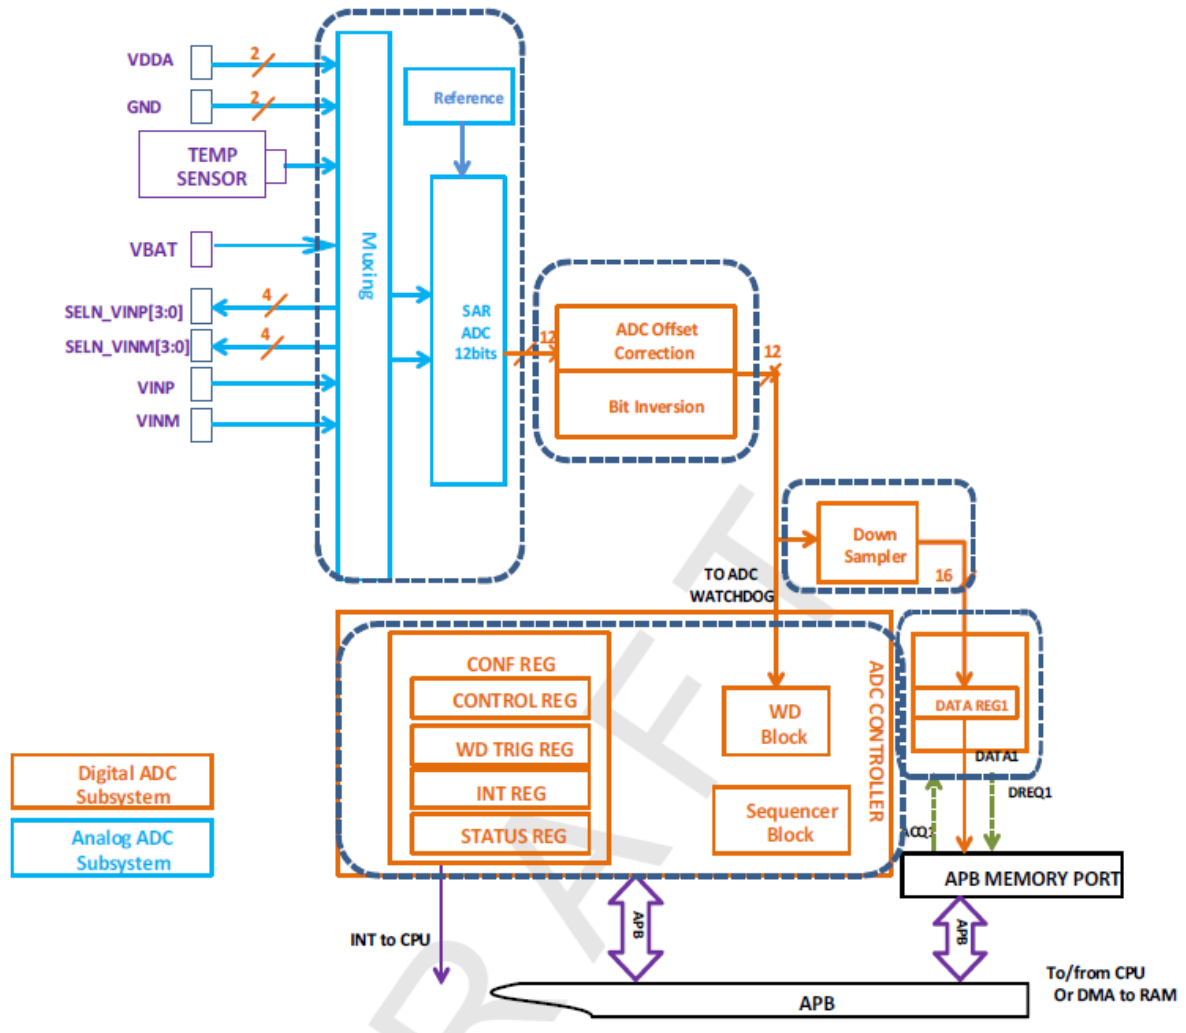 VDDA
2
GND
2
TEMP
SENSOR
VBAT
SELN_VINP[3:0]
4
SELN_VINM[3:0]
4
VINP
VINM
Muxing
Reference
SAR
ADC
12bits
12
ADC Offset
Correction
Bit Inversion
12
Down
Sampler
16
TO ADC
WATCHDOG
CONF REG
CONTROL REG
WD TRIG REG
INT REG
STATUS REG
WD
Block
Sequencer
Block
ADC CONTROLLER
DATA REG1
DATA1
DREQ1
ACQ1
APB MEMORY PORT
Digital ADC
Subsystem
Analog ADC
Subsystem
INT to CPU
APB
APB
APB
To/from CPU
Or DMA to RAM
DRAFT